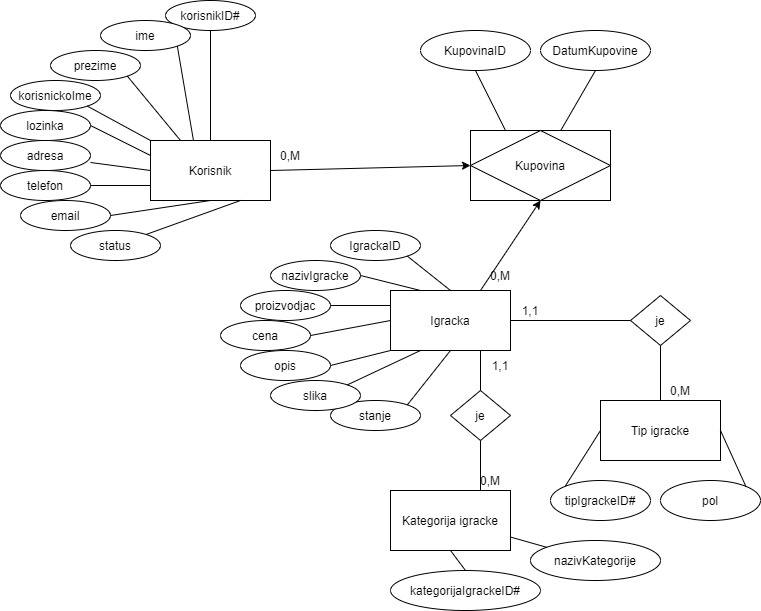 korisnikID#
ime
prezime
korisnickoIme
lozinka
adresa
telefon
email
status
Korisnik
0,M
KupovinaID
DatumKupovine
Kupovina
IgrackaID
nazivIgracke
proizvodjac
cena
opis
slika
stanje
0,M
Igracka
1,1
je
0,M
Tip igracke
tipIgrackeID#
pol
1,1
je
0,M
Kategorija igracke
nazivKategorije
kategorijaIgrackeID#